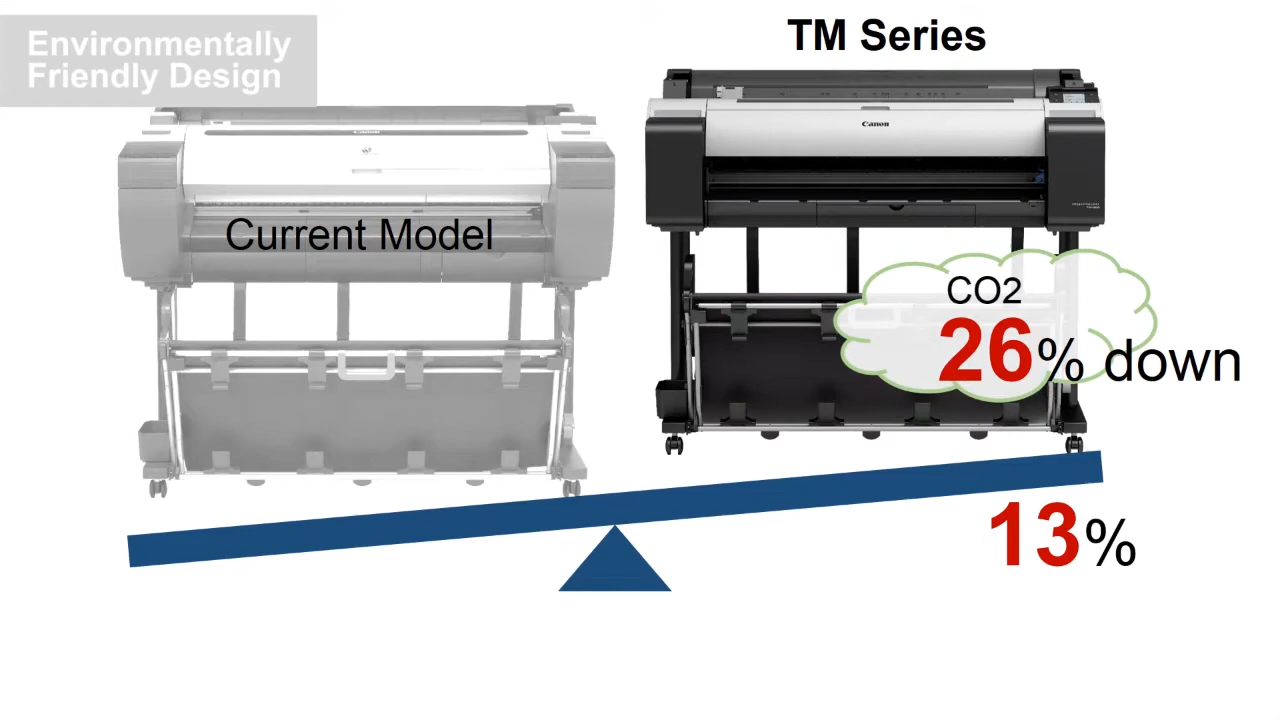 Environmentally
Friendly Design
TM Series
Canon
Canon
Current Model
CO2
26% down
13%